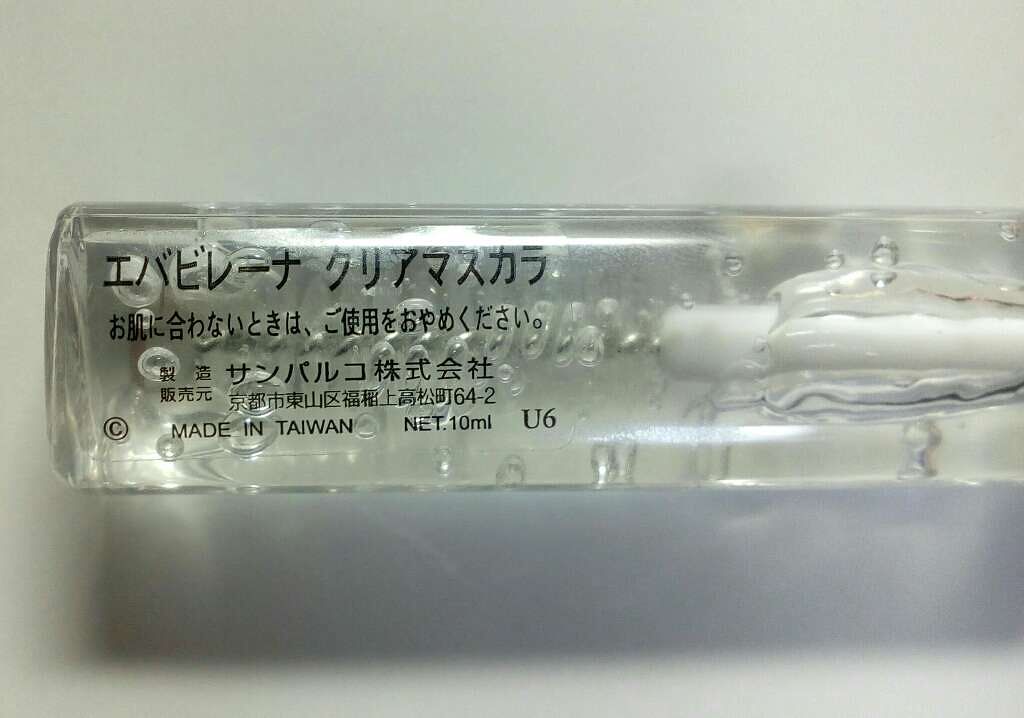 エバビレーナ クリアマスカラ
お肌に合わないときは、ご使用をおやめください。
製造
販売元 サンパルコ株式会社
京都市東山区福稲上高松町64-2
© MADE IN TAIWAN NET.10ml U6